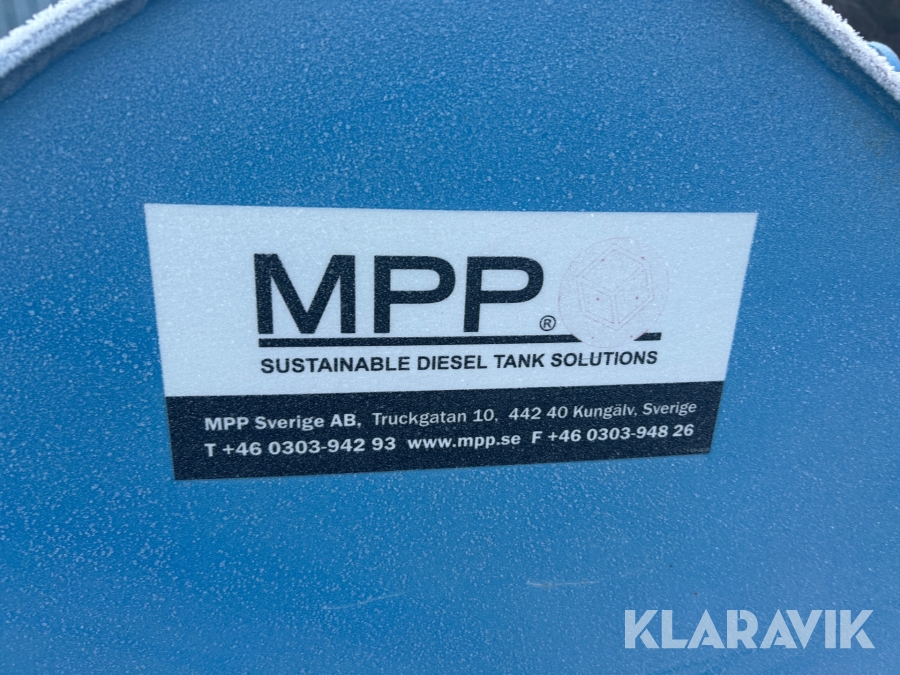 MPP®
SUSTAINABLE DIESEL TANK SOLUTIONS
MPP Sverige AB, Truckgatan 10, 442 40 Kungälv, Sverige
T +46 0303-942 93 www.mpp.se F +46 0303-948 26
KLARAVIK